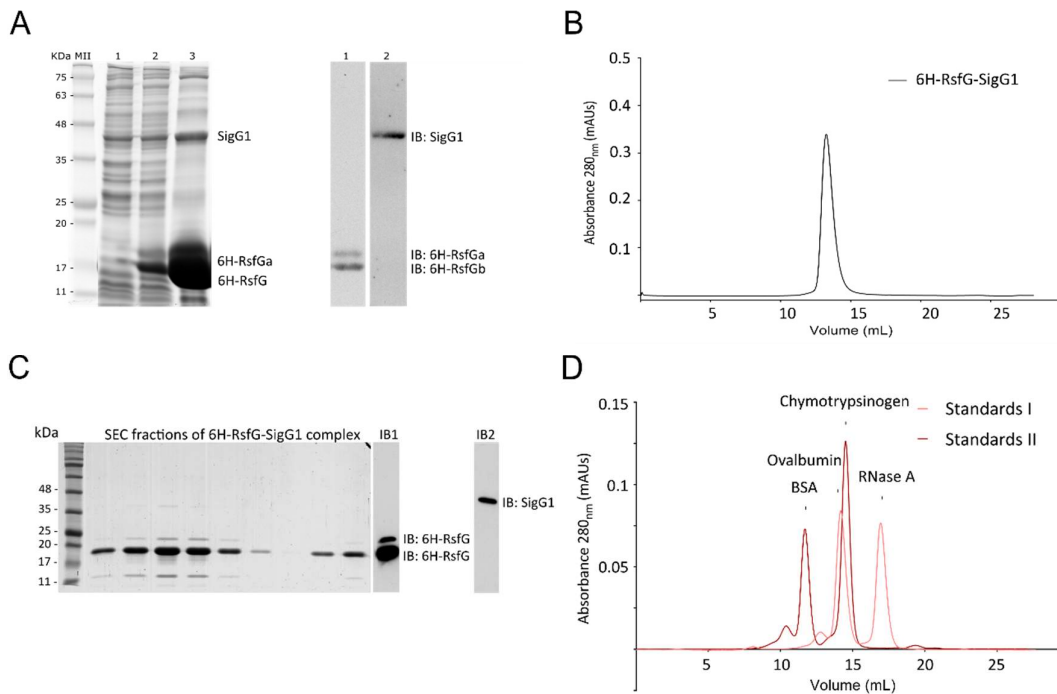 A
KDa MII 1 2 3
75 -
63 -
48 -
35 -
25 -
20 -
17 -
11 -
SigG1
6H-RsfGa
6H-RsfG
1 2
IB: SigG1
IB: 6H-RsfGa
IB: 6H-RsfGb
B
6H-RsfG-SigG1
Absorbance 280nm (mAUs)
0.5
0.4
0.3
0.2
0.1
0
5 10 15 20 25
Volume (mL)
C
kDa SEC fractions of 6H-RsfG-SigG1 complex IB1 IB2
48 -
35 -
25 -
20 -
17 -
11 -
IB: 6H-RsfG
IB: 6H-RsfG
IB: SigG1
D
Chymotrypsinogen
Standards I
Standards II
Ovalbumin
BSA
RNase A
Absorbance 280nm (mAUs)
0.15
0.1
0.05
5 10 15 20 25
Volume (mL)